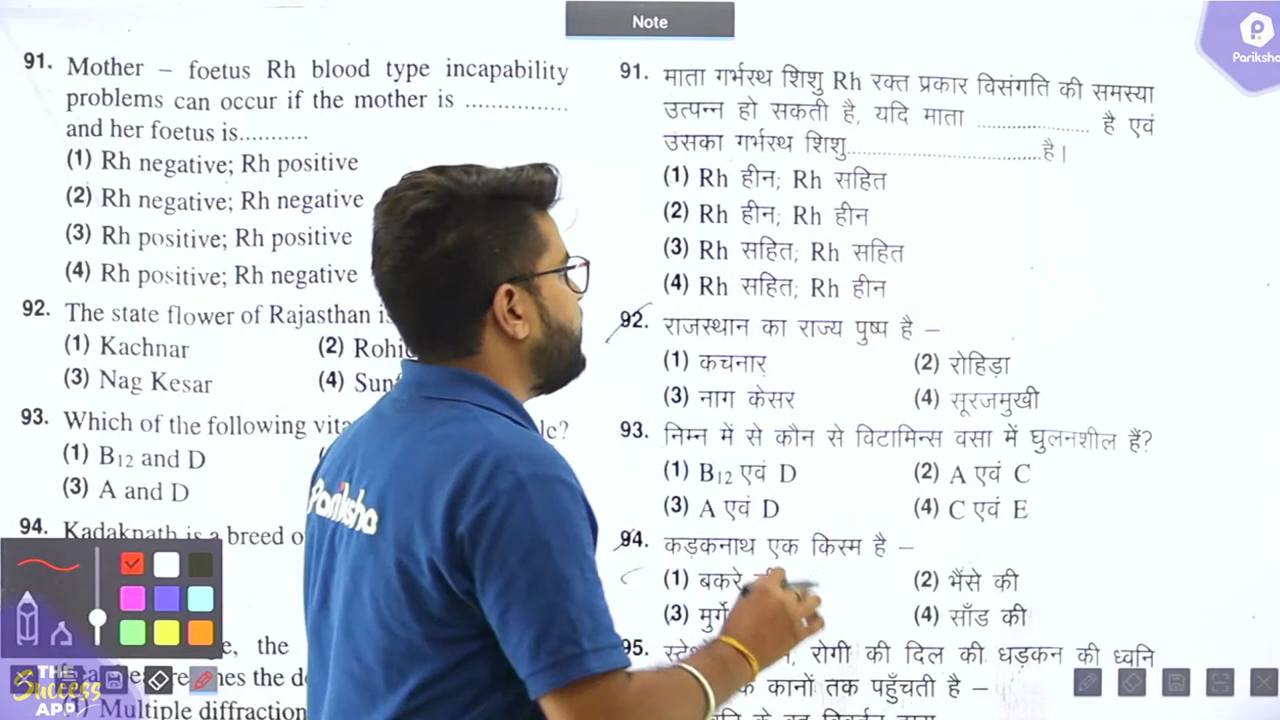 Note
Pariksha
91. Mother – foetus Rh blood type incapability
problems can occur if the mother is ...............
and her foetus is...........
(1) Rh negative; Rh positive
(2) Rh negative; Rh negative
(3) Rh positive; Rh positive
(4) Rh positive; Rh negative
92. The state flower of Rajasthan
(1) Kachnar (2)
(3) Nag Kesar (4)
93. Which of the following
(1) B12 and D
(3) A and D
94. Kadaknath is a breed
the
the
(1) Multiple diffraction
91. माता गर्भस्थ शिशु Rh रक्त प्रकार विसंगति की समस्या
उत्पन्न हो सकती है, यदि माता .................... है एवं
उसका गर्भस्थ शिशु...................................है।
(1) Rh हीन; Rh सहित
(2) Rh हीन; Rh हीन
(3) Rh सहित; Rh सहित
(4) Rh सहित; Rh हीन
92. राजस्थान का राज्य पुष्प है –
(1) कचनार (2) रोहिड़ा
(3) नाग केसर (4) सूरजमुखी
93. निम्न में से कौन से विटामिन्स वसा में घुलनशील हैं?
(1) B12 एवं D (2) A एवं C
(3) A एवं D (4) C एवं E
94. कड़कनाथ एक किस्म है –
(1) बकरे (2) भैंसे की
(3) मुर्गे (4) साँड की
95. रोगी की दिल की धड़कन की ध्वनि
कानों तक पहुँचती है –
Pariksha
THE
Success
APP